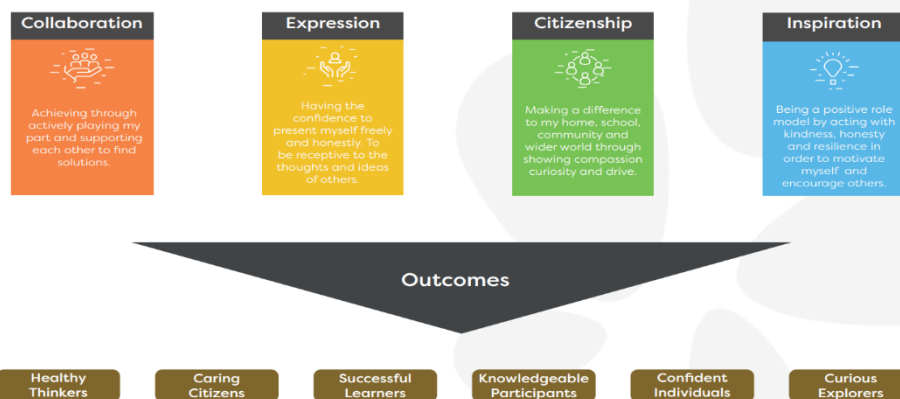 Collaboration
Achieving through
actively playing my
part and supporting
each other to find
solutions.
Expression
Having the
confidence to
present myself freely
and honestly. To
be receptive to the
thoughts and ideas
of others.
Citizenship
Making a difference
to my home, school,
community and
wider world through
showing compassion
curiosity and drive.
Inspiration
Being a positive role
model by acting with
kindness, honesty
and resilience in
order to motivate
myself and
encourage others.
Outcomes
Healthy
Thinkers
Caring
Citizens
Successful
Learners
Knowledgeable
Participants
Confident
Individuals
Curious
Explorers